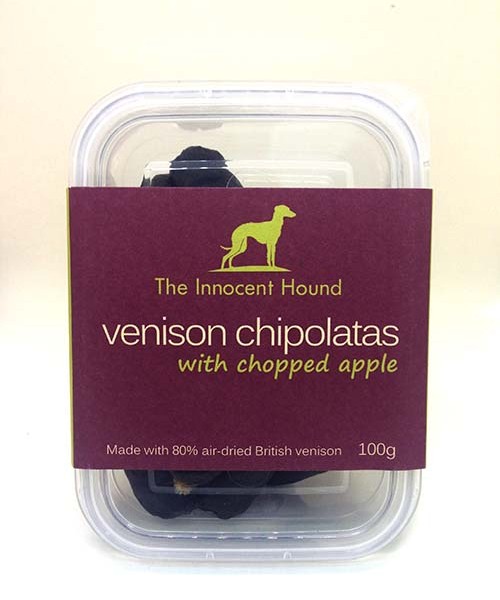 The Innocent Hound
venison chipolatas
with chopped apple
Made with 80% air-dried British venison 100g